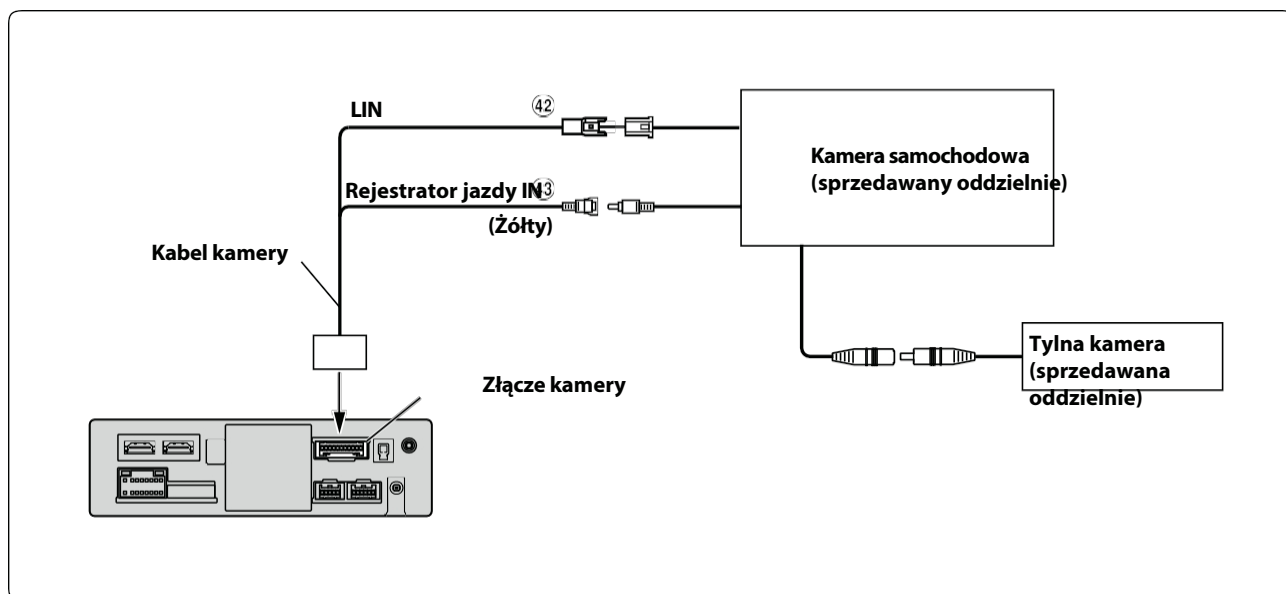 LIN
㊷
Kamera samochodowa
(sprzedawany oddzielnie)
Rejestrator jazdy IN
㊸
(Żółty)
Kabel kamery
Złącze kamery
Tylna kamera
(sprzedawana
oddzielnie)